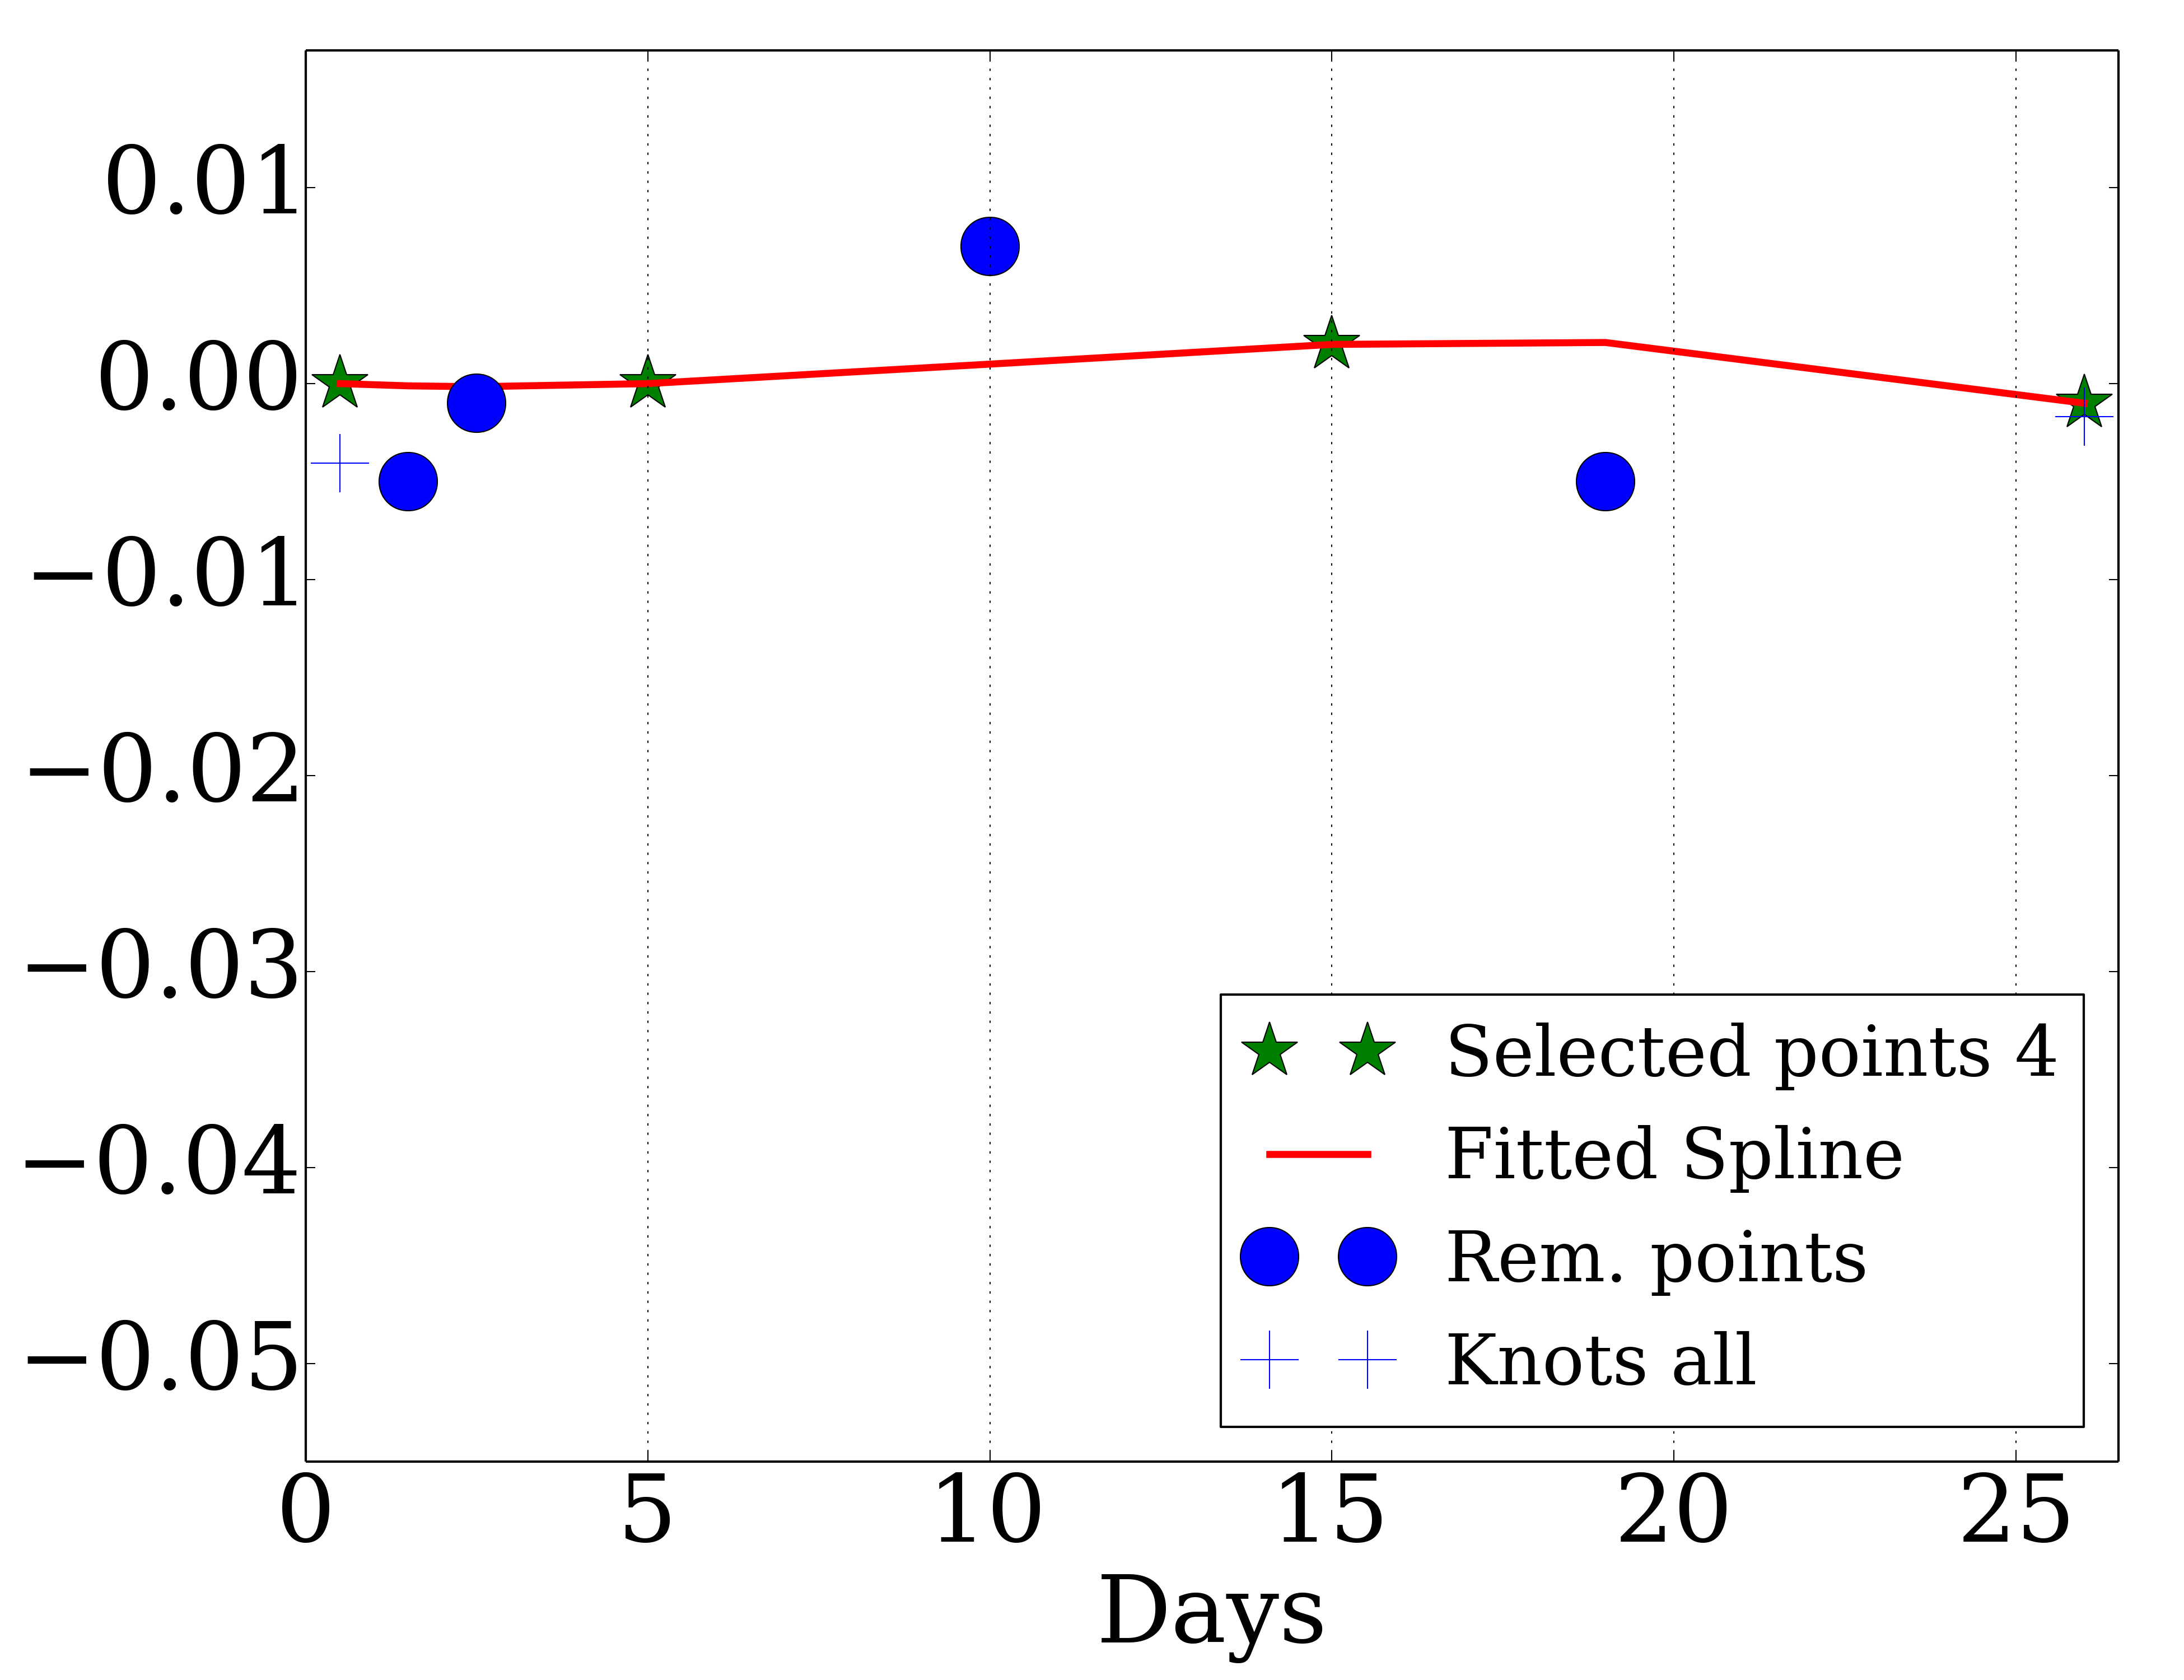 0.01
0.00
−0.01
−0.02
−0.03
−0.04
−0.05
Selected points 4
Fitted Spline
Rem. points
Knots all
0 5 10 15 20 25
Days